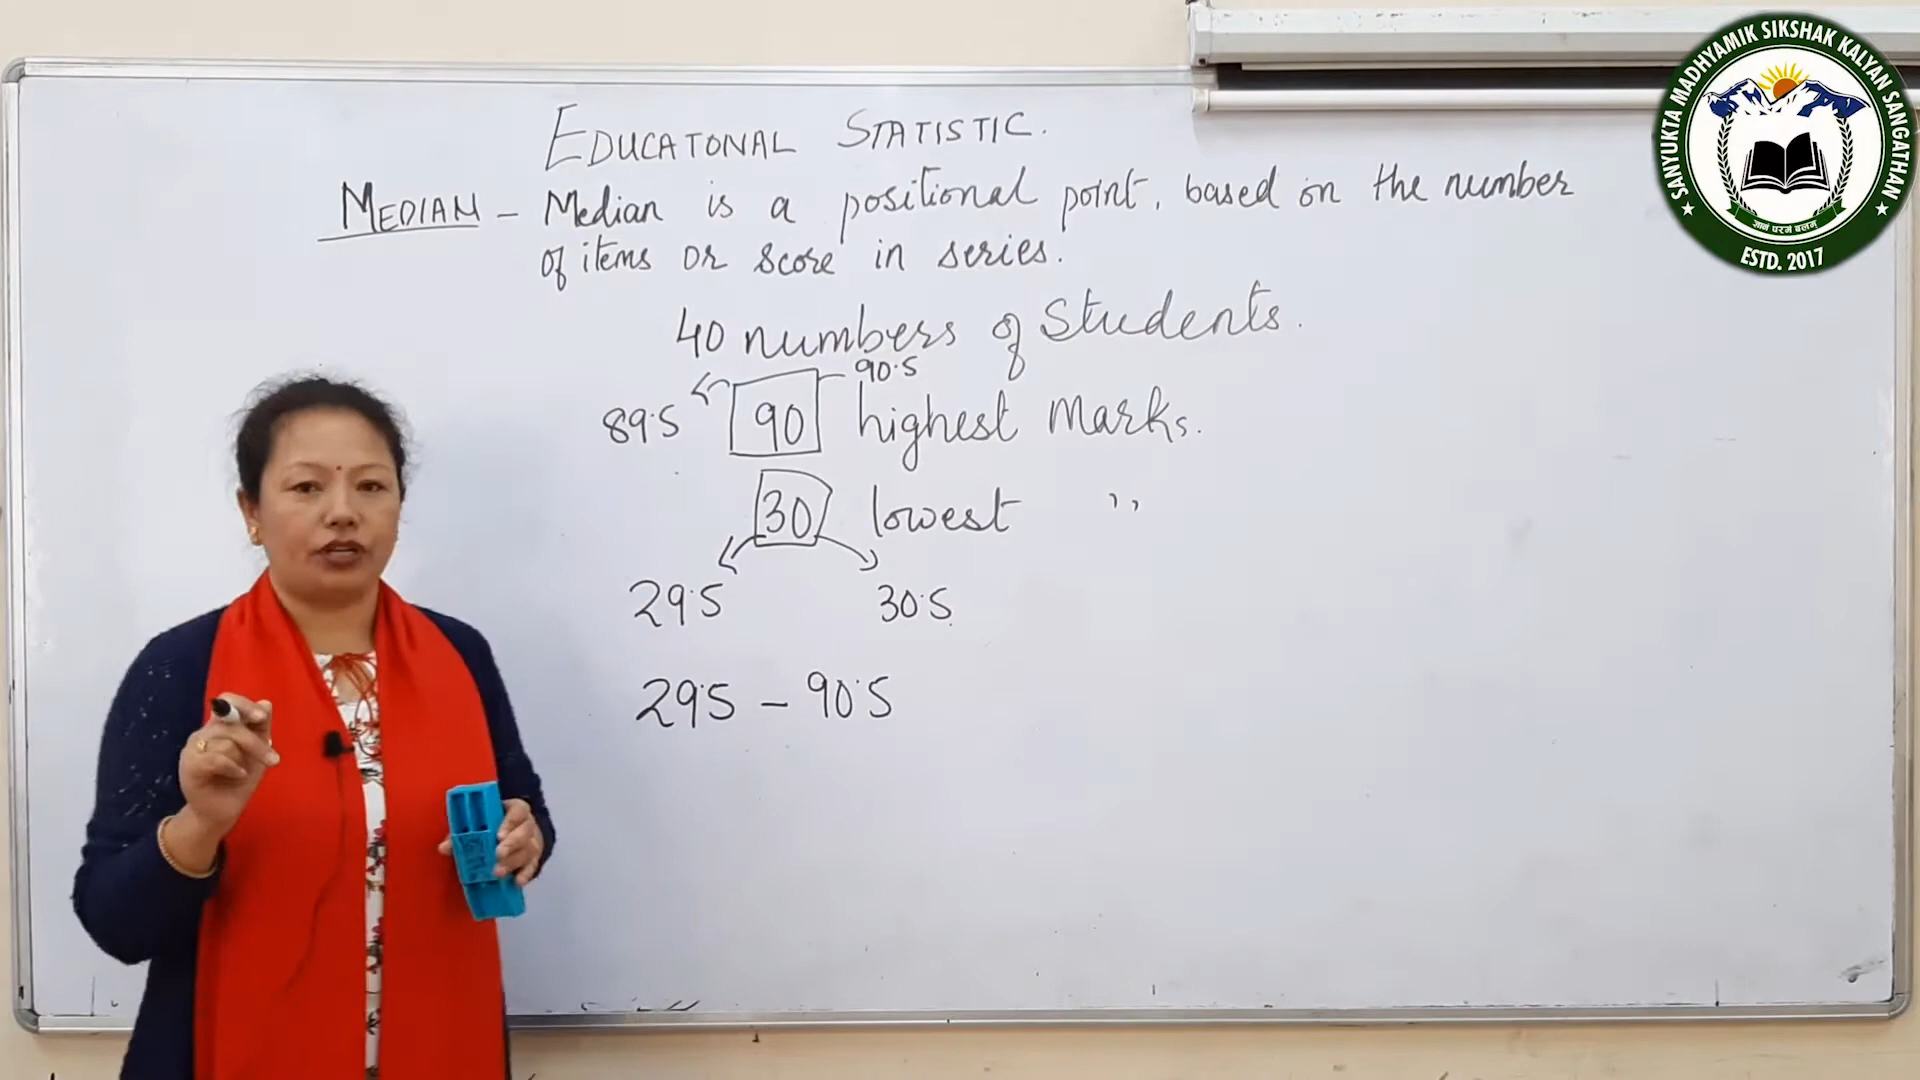 EDUCATONAL STATISTIC.
MEDIAN – Median is a positional point, based on the number
of items or score in series.
40 numbers of Students.
90.5
89.5 90 highest Marks.
30 lowest ,,
29.5 30.5
29.5 – 90.5
SANYUKTA MADHYAMIK SIKSHAK KALYAN SANGATHAN
ज्ञानं परमं बलम्
ESTD. 2017